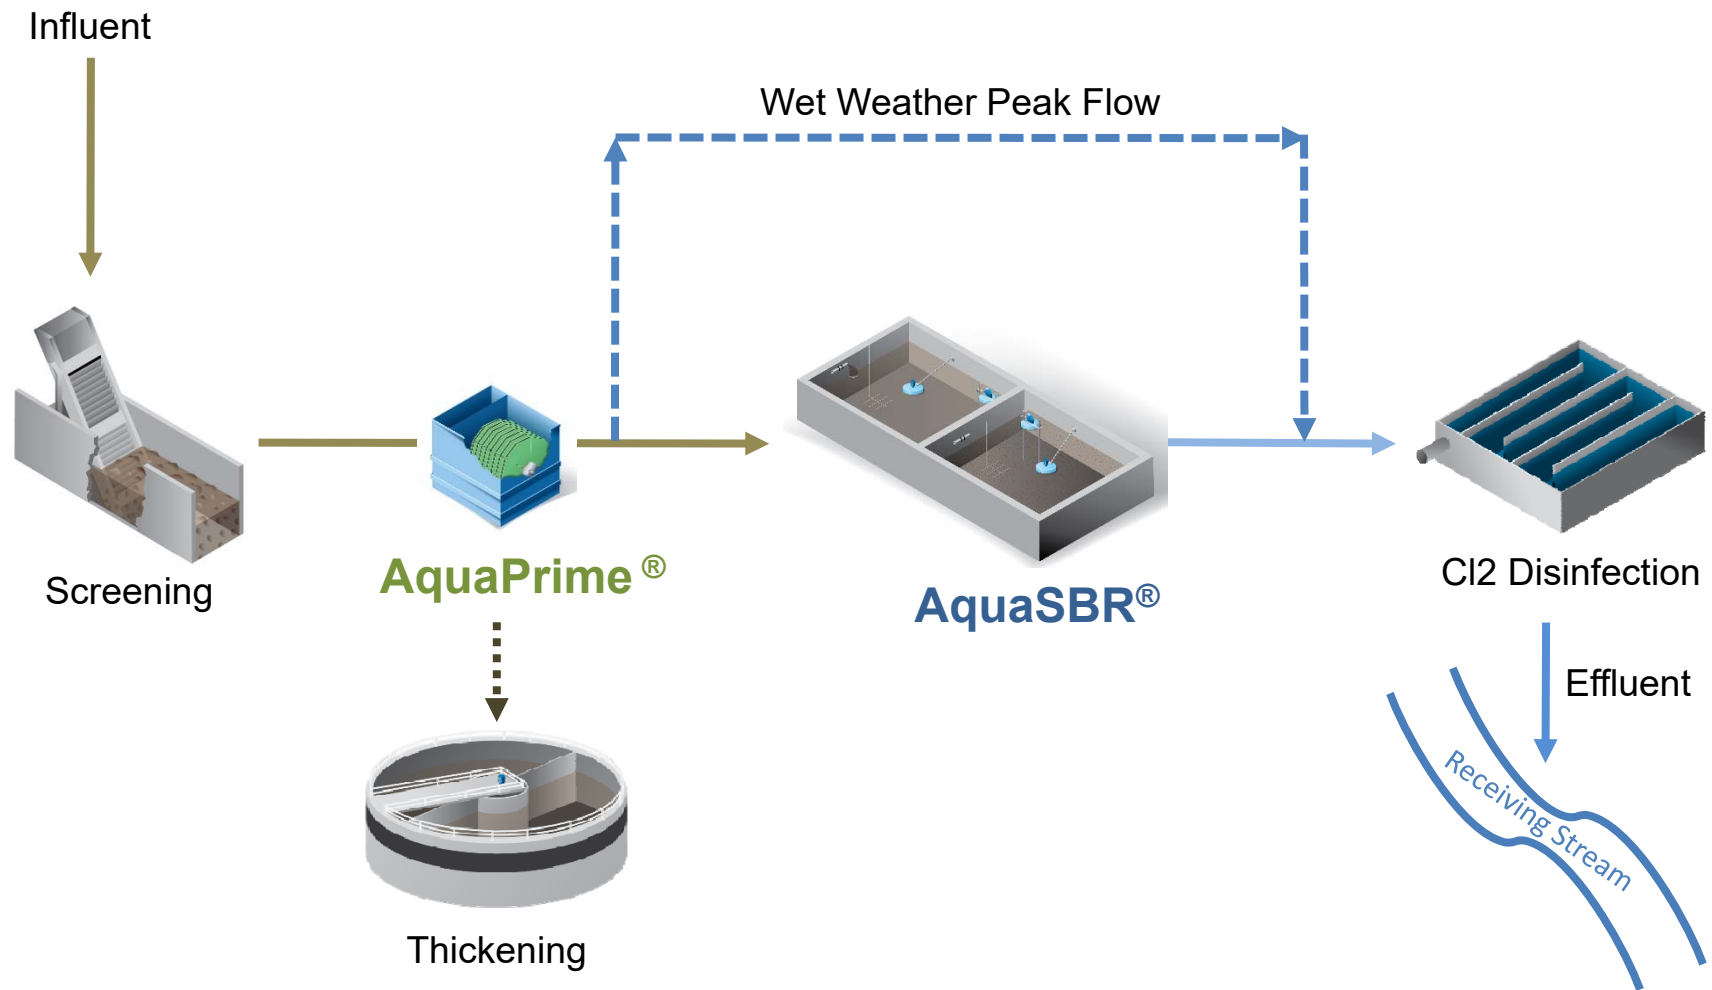 Influent
Wet Weather Peak Flow
Screening
AquaPrime ®
AquaSBR®
Cl2 Disinfection
Effluent
Receiving Stream
Thickening